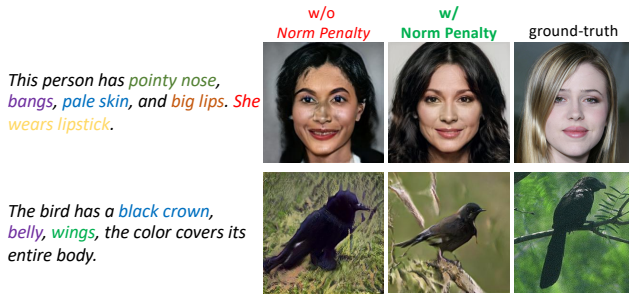 w/o
Norm Penalty
w/
Norm Penalty
ground-truth
This person has pointy nose,
bangs, pale skin, and big lips. She
wears lipstick.
The bird has a black crown,
belly, wings, the color covers its
entire body.